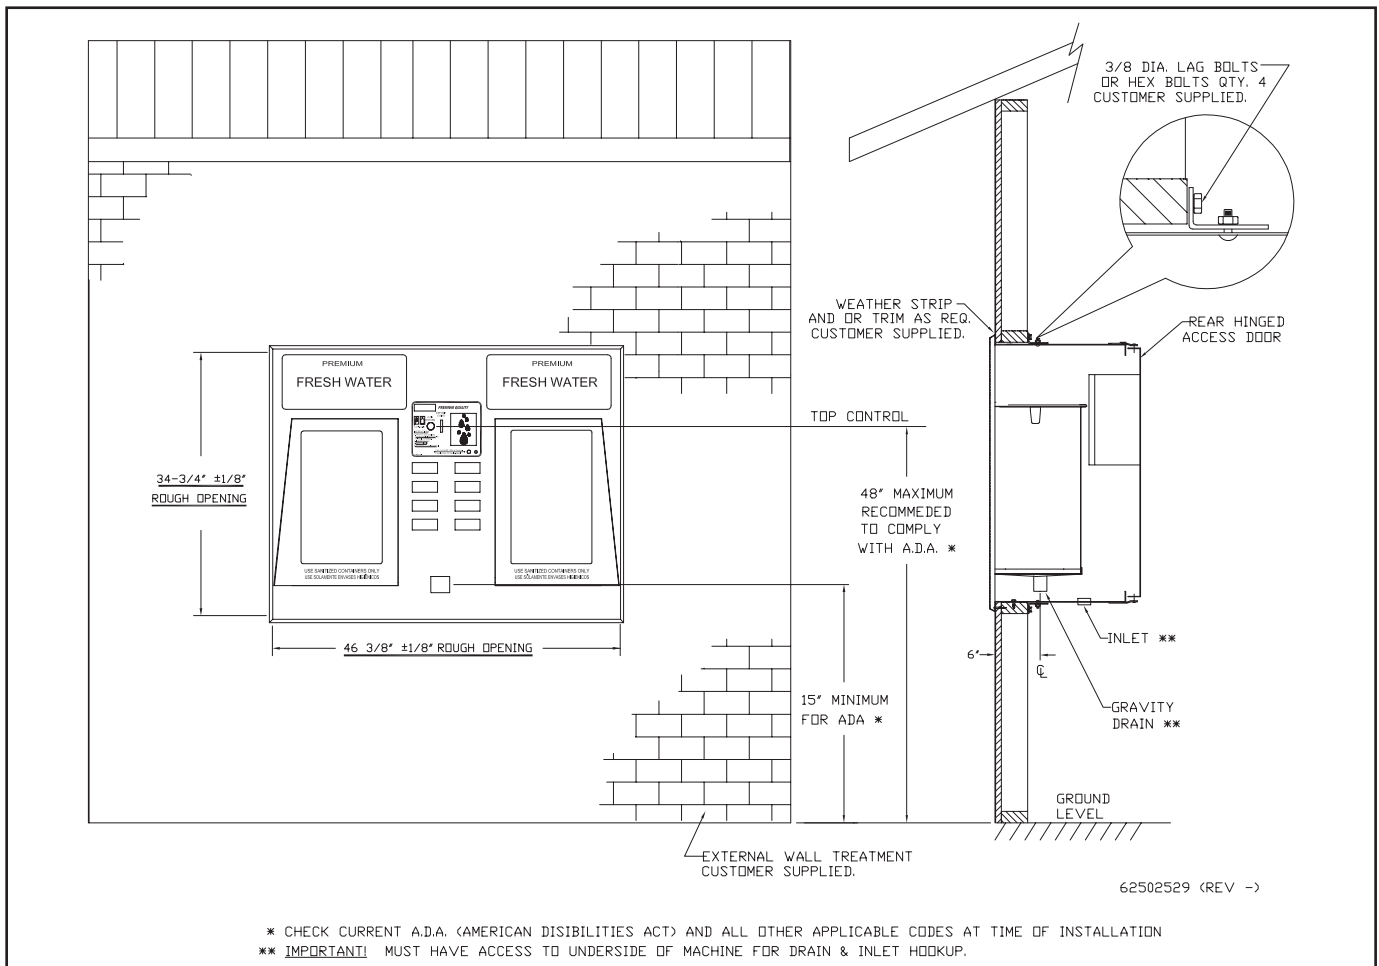 3/8 DIA. LAG BOLTS
OR HEX BOLTS QTY. 4
CUSTOMER SUPPLIED.
WEATHER STRIP
AND OR TRIM AS REQ.
CUSTOMER SUPPLIED.
REAR HINGED
ACCESS DOOR
PREMIUM
FRESH WATER
PREMIUM
FRESH WATER
PREMIUM QUALITY
TOP CONTROL
34-3/4" ±1/8"
ROUGH OPENING
48" MAXIMUM
RECOMMEDED
TO COMPLY
WITH A.D.A. *
USE SANITIZED CONTAINERS ONLY
USE SOLAMENTE ENVASES HIGIÉNICOS
USE SANITIZED CONTAINERS ONLY
USE SOLAMENTE ENVASES HIGIENICOS
46 3/8" ±1/8" ROUGH OPENING
INLET **
6"
℄
15" MINIMUM
FOR ADA *
GRAVITY
DRAIN **
GROUND
LEVEL
EXTERNAL WALL TREATMENT
CUSTOMER SUPPLIED.
62502529 (REV -)
* CHECK CURRENT A.D.A. (AMERICAN DISIBILITIES ACT) AND ALL OTHER APPLICABLE CODES AT TIME OF INSTALLATION
** IMPORTANT! MUST HAVE ACCESS TO UNDERSIDE OF MACHINE FOR DRAIN & INLET HOOKUP.